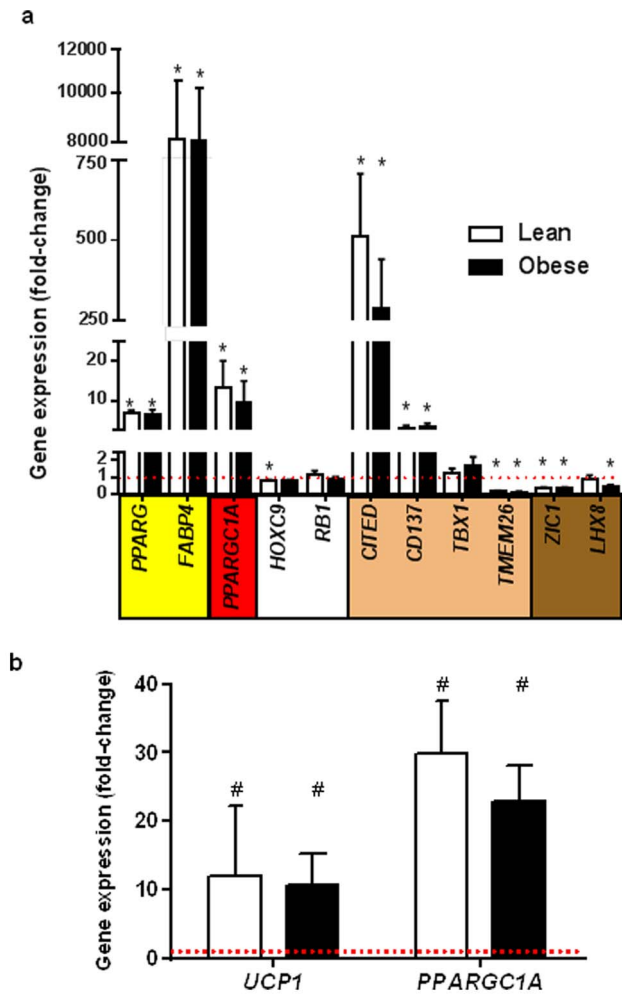 a
12000
10000
8000
750
500
250
20
10
2
1
0
Gene expression (fold-change)
* * * * * * * * * * * * * * * *
Lean
Obese
PPARG
FABP4
PPARGC1A
HOXC9
RB1
CITED
CD137
TBX1
TMEM26
ZIC1
LHX8
b
40
30
20
10
0
Gene expression (fold-change)
# # # #
UCP1
PPARGC1A